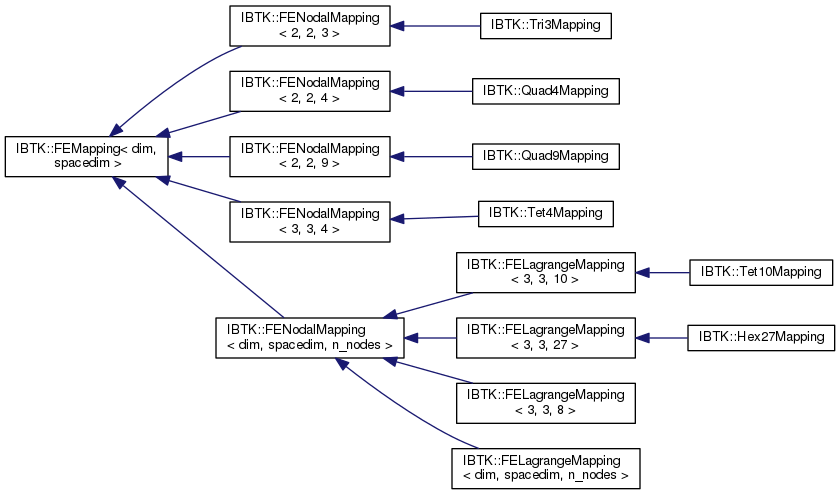 IBTK::FENodalMapping
< 2, 2, 3 >
IBTK::Tri3Mapping
IBTK::FENodalMapping
< 2, 2, 4 >
IBTK::Quad4Mapping
IBTK::FEMapping< dim,
spacedim >
IBTK::FENodalMapping
< 2, 2, 9 >
IBTK::Quad9Mapping
IBTK::FENodalMapping
< 3, 3, 4 >
IBTK::Tet4Mapping
IBTK::FELagrangeMapping
< 3, 3, 10 >
IBTK::Tet10Mapping
IBTK::FENodalMapping
< dim, spacedim, n_nodes >
IBTK::FELagrangeMapping
< 3, 3, 27 >
IBTK::Hex27Mapping
IBTK::FELagrangeMapping
< 3, 3, 8 >
IBTK::FELagrangeMapping
< dim, spacedim, n_nodes >